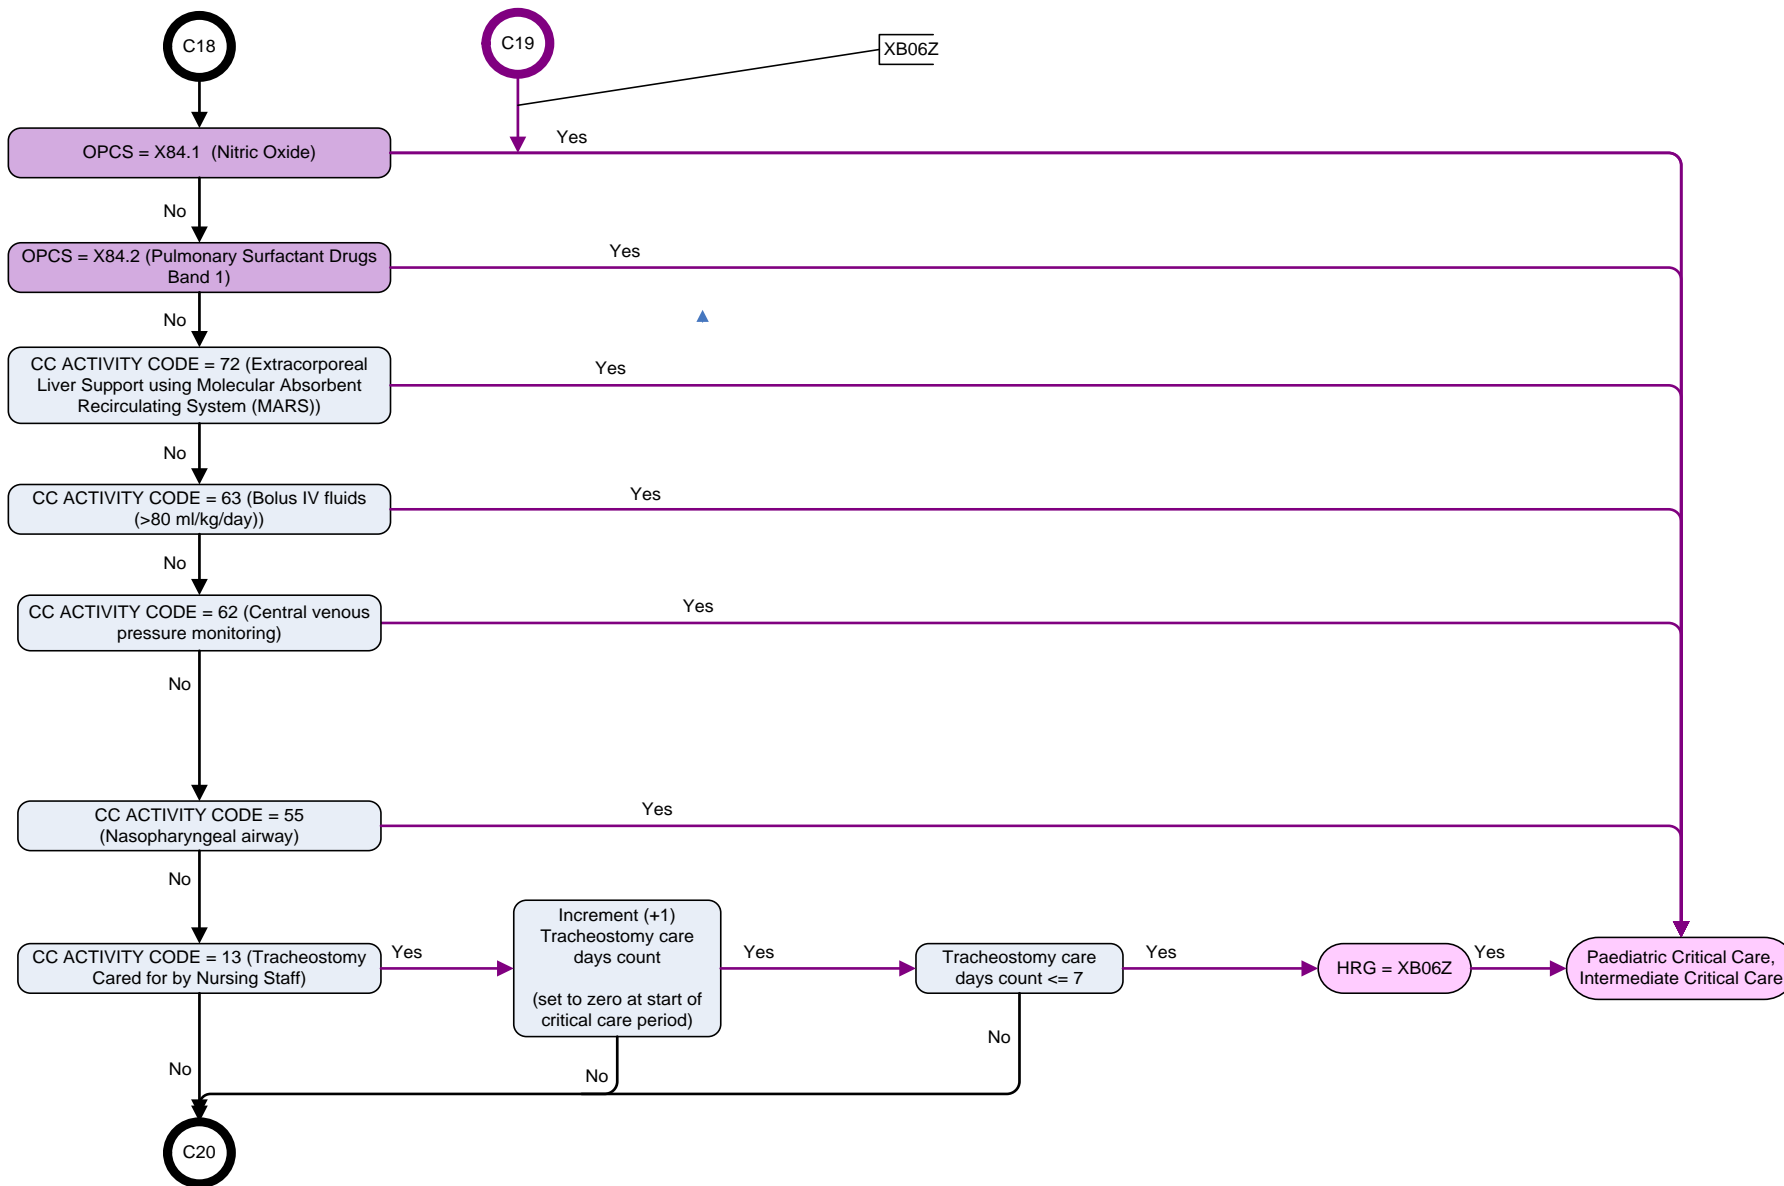 C18
C19
XB06Z
OPCS = X84.1  (Nitric Oxide)
Yes
No
OPCS = X84.2 (Pulmonary Surfactant Drugs
Band 1)
Yes
No
CC ACTIVITY CODE = 72 (Extracorporeal
Liver Support using Molecular Absorbent
Recirculating System (MARS))
Yes
No
CC ACTIVITY CODE = 63 (Bolus IV fluids
(>80 ml/kg/day))
Yes
No
CC ACTIVITY CODE = 62 (Central venous
pressure monitoring)
Yes
No
CC ACTIVITY CODE = 55
(Nasopharyngeal airway)
Yes
No
CC ACTIVITY CODE = 13 (Tracheostomy
Cared for by Nursing Staff)
Yes
Increment (+1)
Tracheostomy care
days count
(set to zero at start of
critical care period)
Yes
Tracheostomy care
days count <= 7
Yes
HRG = XB06Z
Yes
Paediatric Critical Care,
Intermediate Critical Care
No
No
No
C20